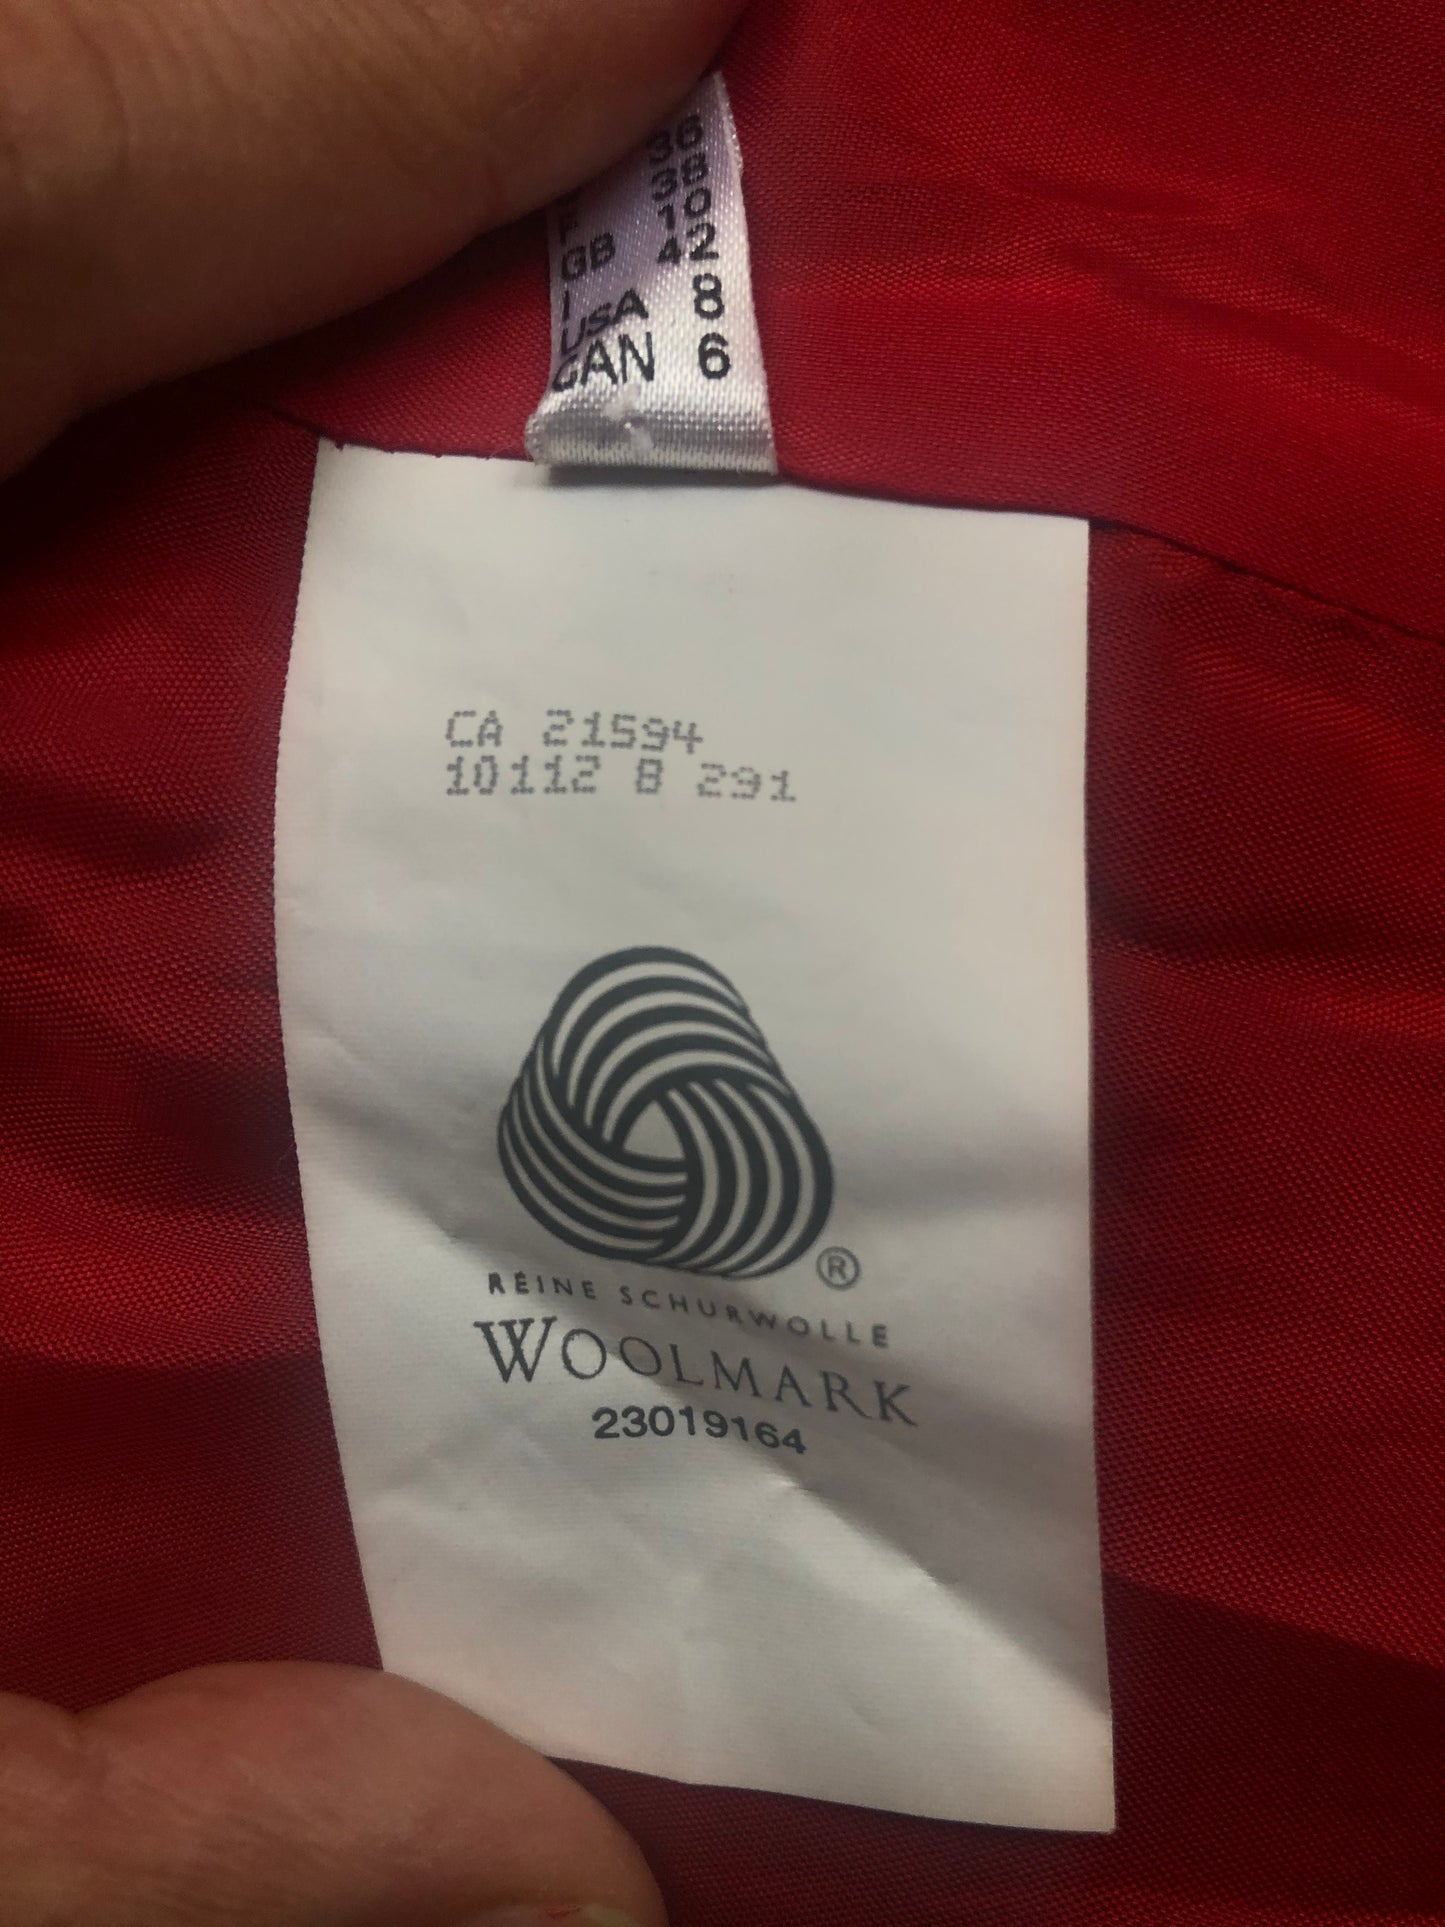 36
F 38
GB 10
I 42
USA 8
CAN 6
CA 21594
10112 8 291
®
REINE SCHURWOLLE
WOOLMARK
23019164